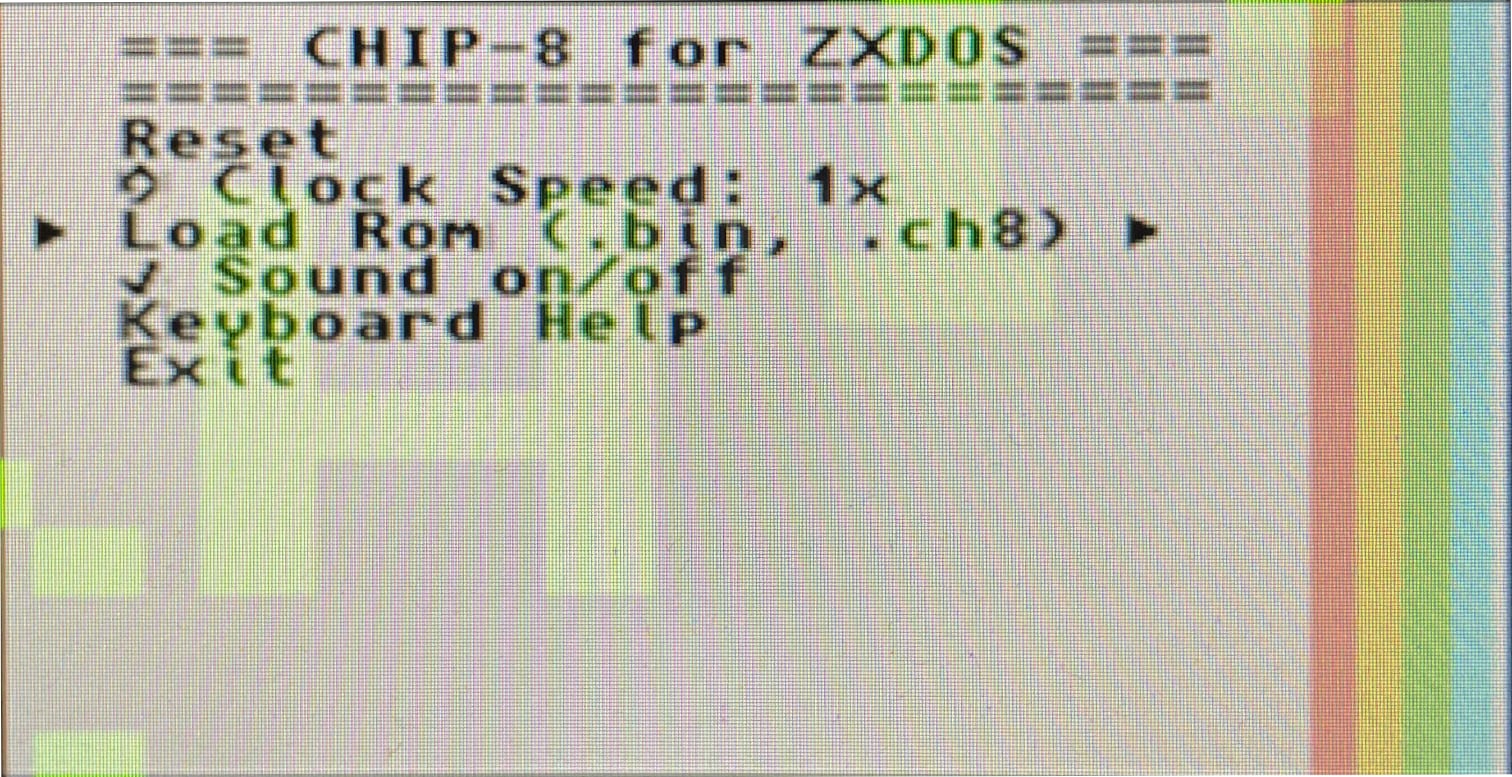 === CHIP-8 for ZXDOS ===
========================
Reset
◇ Clock Speed: 1x
► Load Rom (.bin, .ch8) ►
✓ Sound on/off
Keyboard Help
Exit